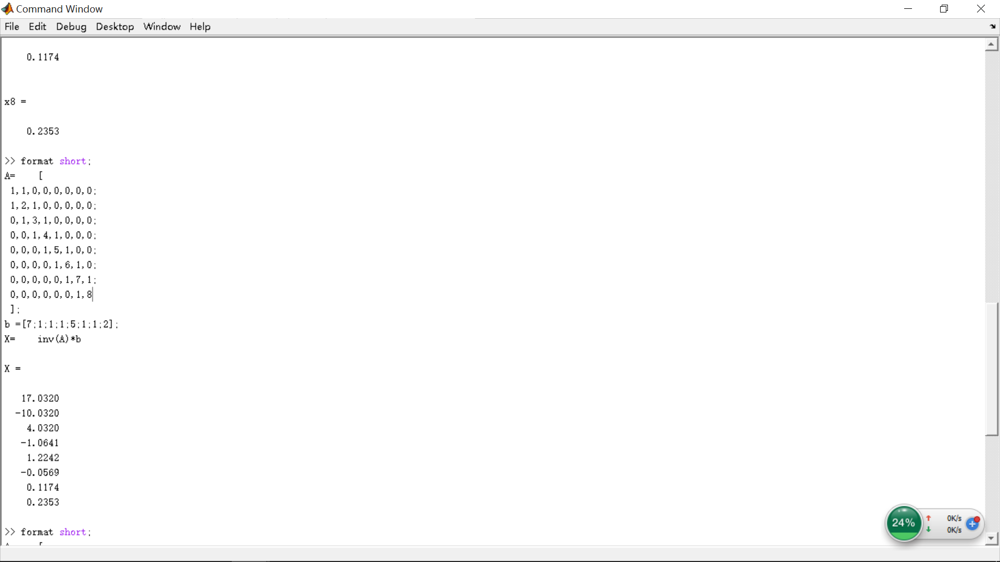 Command Window
File Edit Debug Desktop Window Help
0.1174
x8 =
0.2353
>> format short;
A= [
1,1,0,0,0,0,0,0;
1,2,1,0,0,0,0,0;
0,1,3,1,0,0,0,0;
0,0,1,4,1,0,0,0;
0,0,0,1,5,1,0,0;
0,0,0,0,1,6,1,0;
0,0,0,0,0,1,7,1;
0,0,0,0,0,0,1,8
];
b =[7;1;1;1;5;1;1;2];
X= inv(A)*b
X =
17.0320
-10.0320
4.0320
-1.0641
1.2242
-0.0569
0.1174
0.2353
>> format short;
24%
0K/s
0K/s